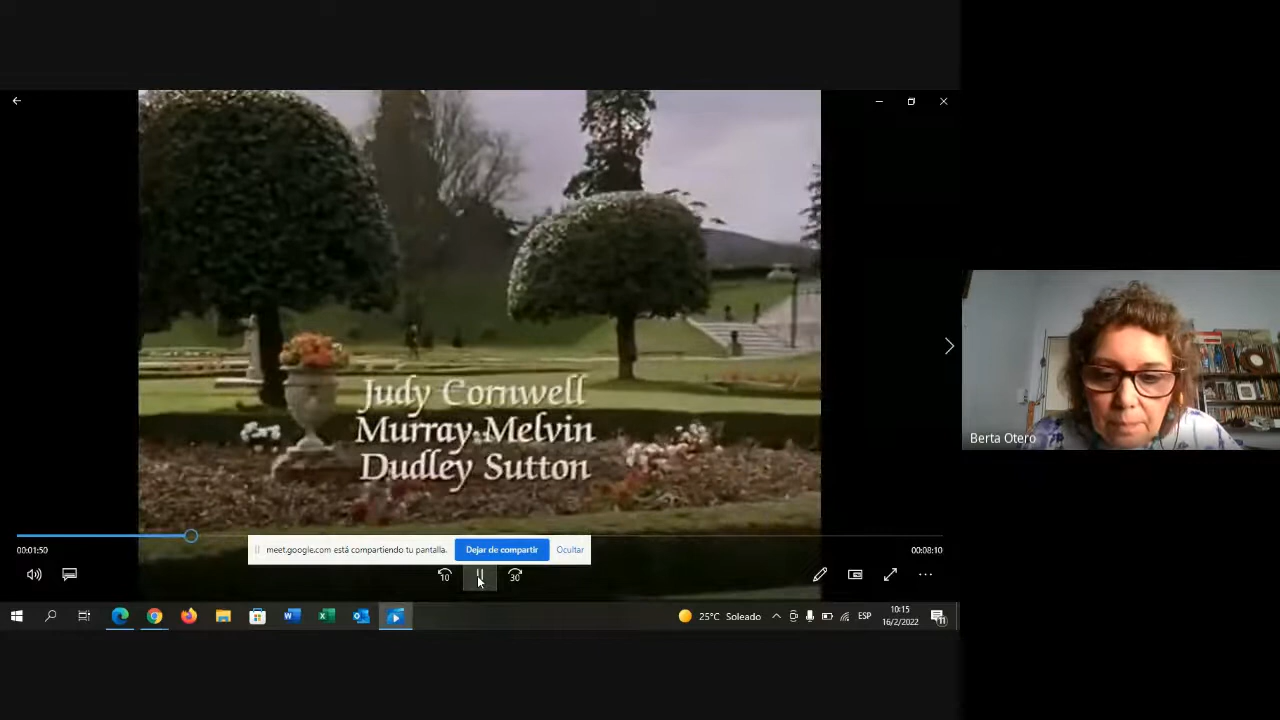 Judy Cornwell
Murray Melvin
Dudley Sutton
Berta Otero
00:01:50
meet.google.com está compartiendo tu pantalla.
Dejar de compartir
Ocultar
00:08:10
10
30
25°C Soleado
ESP
10:15
16/2/2022